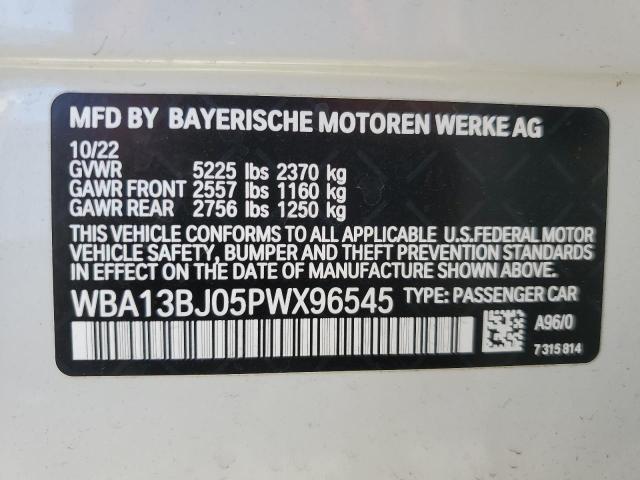 MFD BY BAYERISCHE MOTOREN WERKE AG
10/22
GVWR 5225 lbs 2370 kg
GAWR FRONT 2557 lbs 1160 kg
GAWR REAR 2756 lbs 1250 kg
THIS VEHICLE CONFORMS TO ALL APPLICABLE U.S.FEDERAL MOTOR
VEHICLE SAFETY, BUMPER AND THEFT PREVENTION STANDARDS
IN EFFECT ON THE DATE OF MANUFACTURE SHOWN ABOVE.
WBA13BJ05PWX96545 TYPE: PASSENGER CAR
A96/0
7 315 814